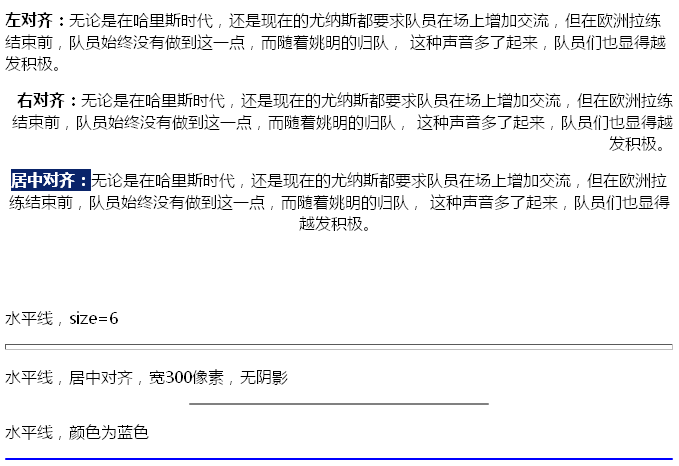 左对齐：无论是在哈里斯时代，还是现在的尤纳斯都要求队员在场上增加交流，但在欧洲拉练
结束前，队员始终没有做到这一点，而随着姚明的归队， 这种声音多了起来，队员们也显得越
发积极。
右对齐：无论是在哈里斯时代，还是现在的尤纳斯都要求队员在场上增加交流，但在欧洲拉练
结束前，队员始终没有做到这一点，而随着姚明的归队， 这种声音多了起来，队员们也显得越
发积极。
居中对齐：无论是在哈里斯时代，还是现在的尤纳斯都要求队员在场上增加交流，但在欧洲拉
练结束前，队员始终没有做到这一点，而随着姚明的归队， 这种声音多了起来，队员们也显得
越发积极。
水平线，size=6
水平线，居中对齐，宽300像素，无阴影
水平线，颜色为蓝色